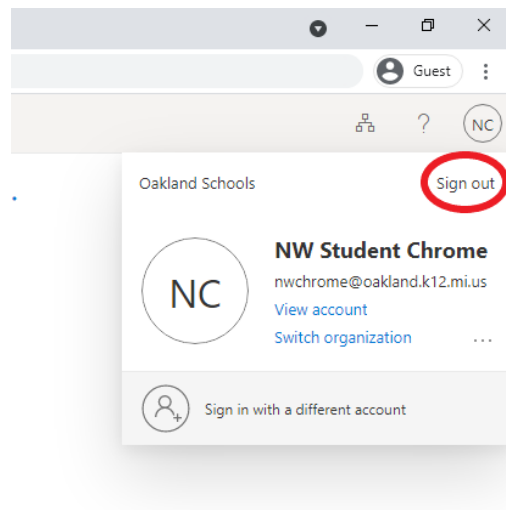 Guest
? NC
Oakland Schools Sign out
NC
NW Student Chrome
nwchrome@oakland.k12.mi.us
View account
Switch organization ...
Sign in with a different account